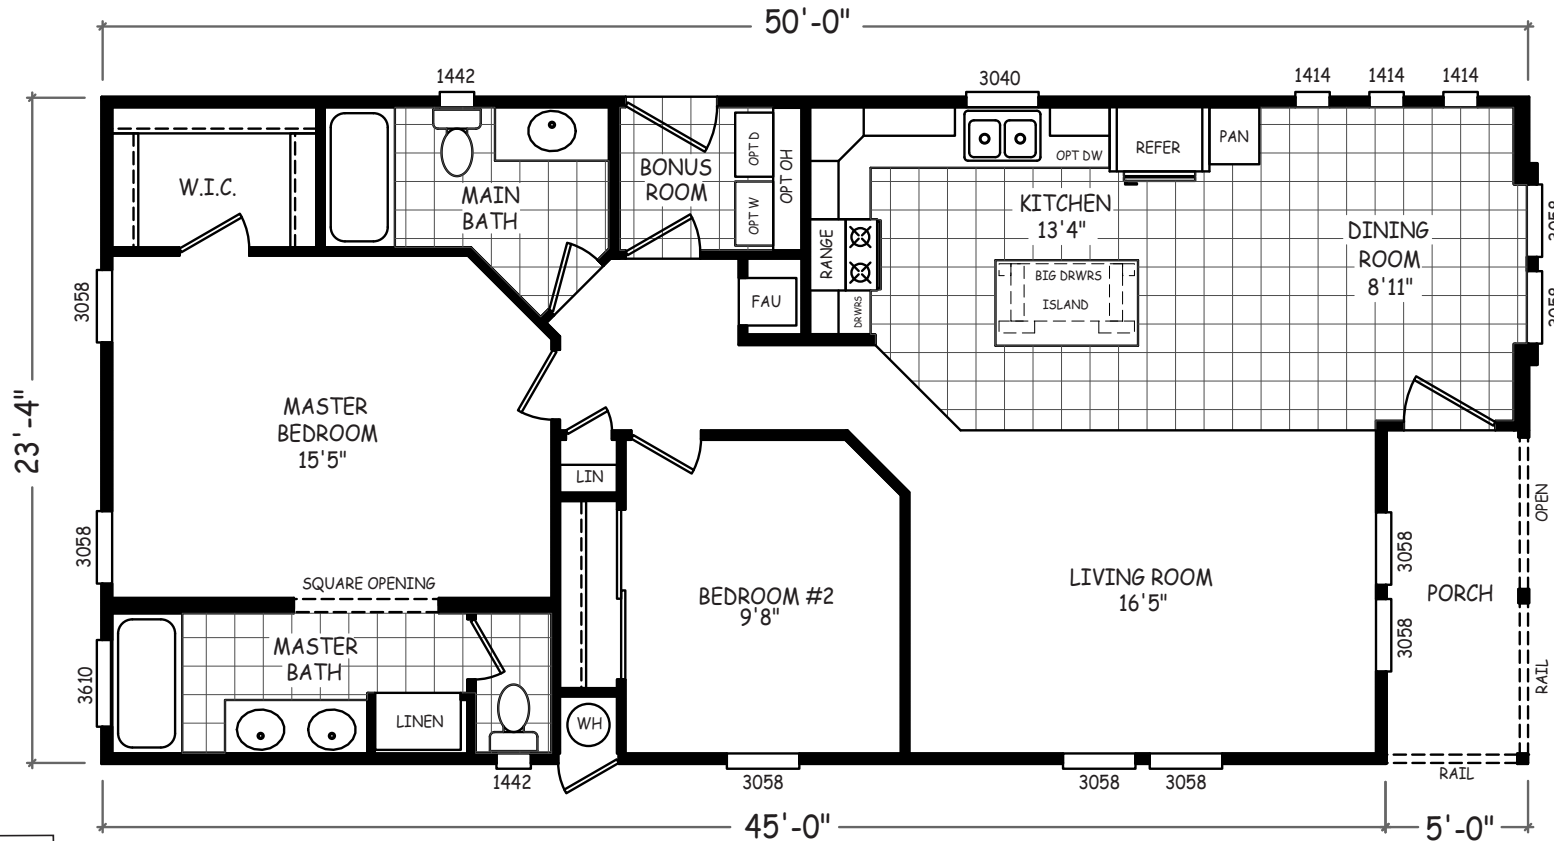 50'-0"
1442
3040
1414
1414
1414
W.I.C.
MAIN
BATH
BONUS
ROOM
OPT D
OPT W
OPT OH
OPT DW
REFER
PAN
KITCHEN
13'4"
RANGE
DRWRS
BIG DRWRS
ISLAND
DINING
ROOM
8'11"
3058
3058
FAU
3058
23'-4"
MASTER
BEDROOM
15'5"
LIN
3058
SQUARE OPENING
BEDROOM #2
9'8"
LIVING ROOM
16'5"
3058
3058
PORCH
OPEN
RAIL
3610
MASTER
BATH
LINEN
WH
1442
3058
3058
3058
RAIL
45'-0"
5'-0"